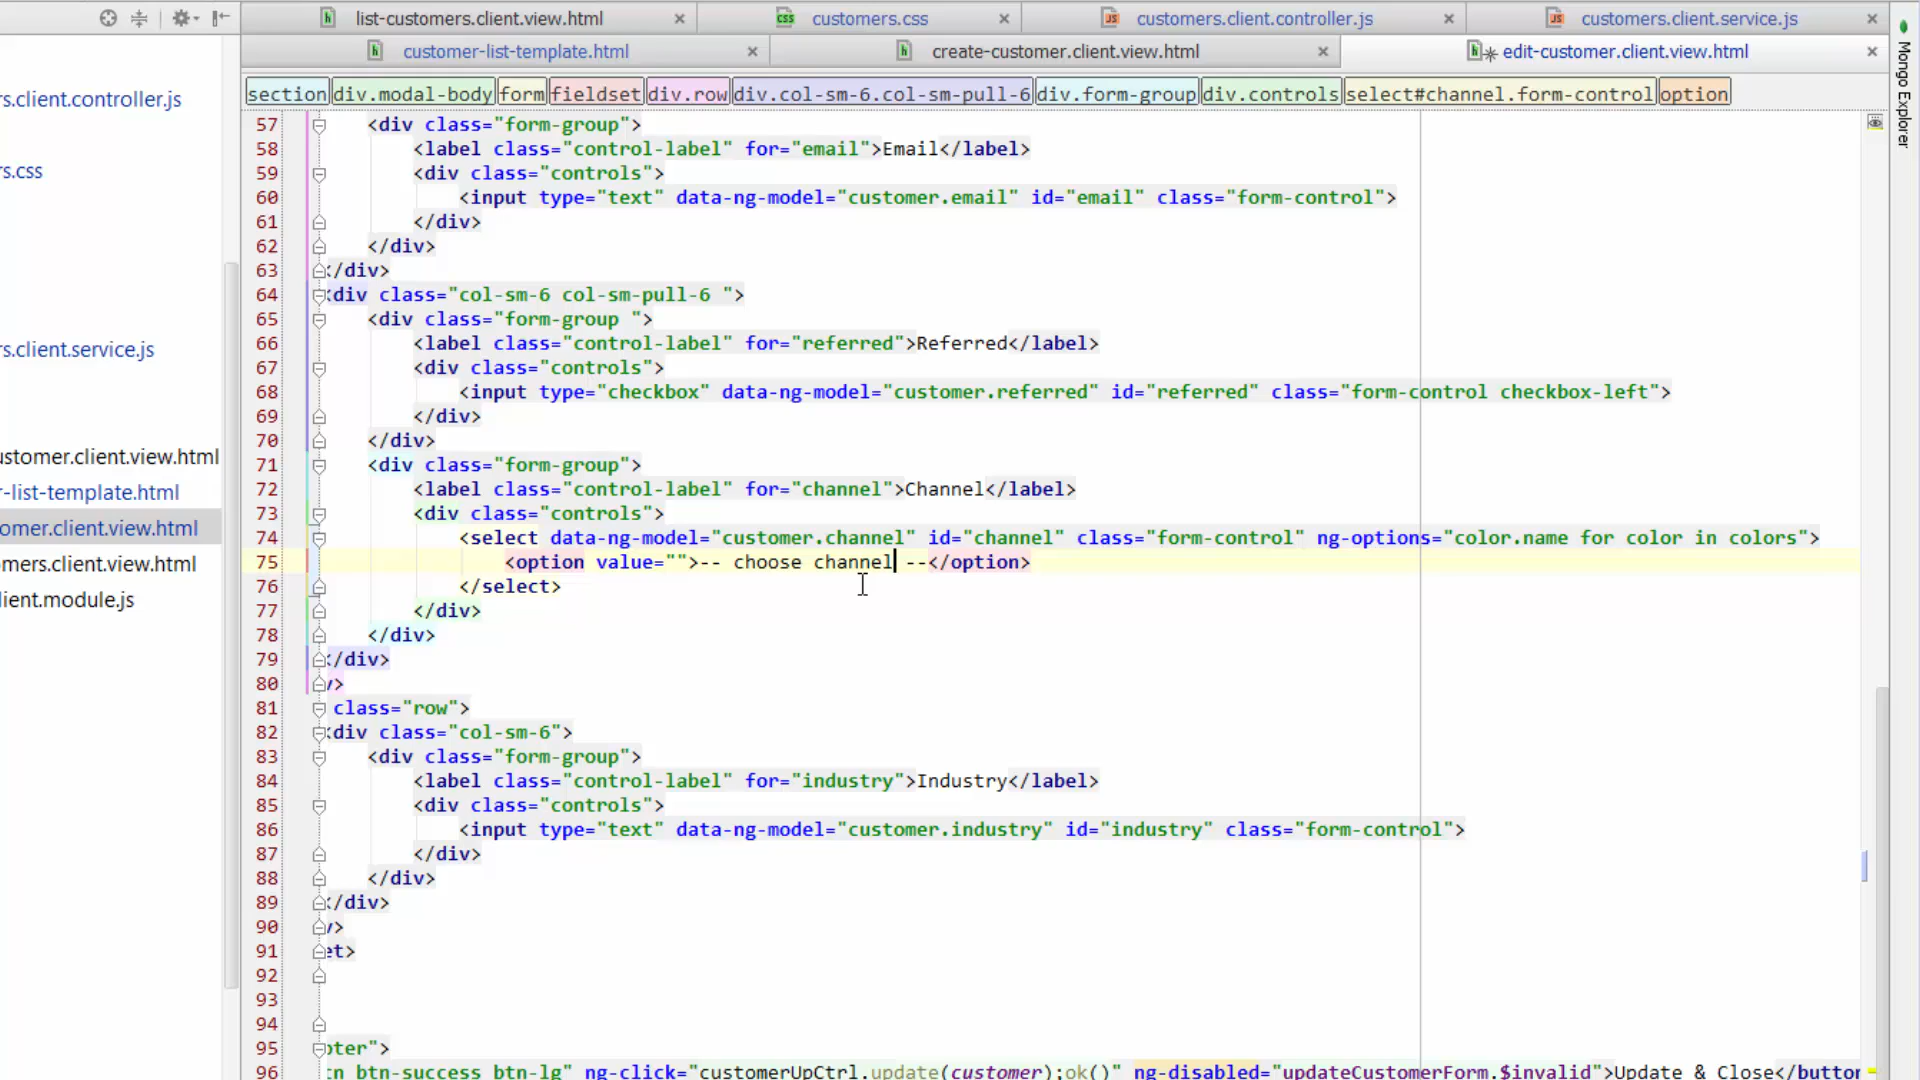 list-customers.client.view.html customers.css customers.client.controller.js customers.client.service.js
customer-list-template.html create-customer.client.view.html edit-customer.client.view.html
Mongo Explorer
section div.modal-body form fieldset div.row div.col-sm-6.col-sm-pull-6 div.form-group div.controls select#channel.form-control option
s.client.controller.js
s.css
s.client.service.js
ustomer.client.view.html
r-list-template.html
omer.client.view.html
mers.client.view.html
lient.module.js
57 <div class="form-group">
58 <label class="control-label" for="email">Email</label>
59 <div class="controls">
60 <input type="text" data-ng-model="customer.email" id="email" class="form-control">
61 </div>
62 </div>
63 </div>
64 <div class="col-sm-6 col-sm-pull-6 ">
65 <div class="form-group ">
66 <label class="control-label" for="referred">Referred</label>
67 <div class="controls">
68 <input type="checkbox" data-ng-model="customer.referred" id="referred" class="form-control checkbox-left">
69 </div>
70 </div>
71 <div class="form-group">
72 <label class="control-label" for="channel">Channel</label>
73 <div class="controls">
74 <select data-ng-model="customer.channel" id="channel" class="form-control" ng-options="color.name for color in colors">
75 <option value="">-- choose channel --</option>
76 </select>
77 </div>
78 </div>
79 </div>
80 v>
81 class="row">
82 <div class="col-sm-6">
83 <div class="form-group">
84 <label class="control-label" for="industry">Industry</label>
85 <div class="controls">
86 <input type="text" data-ng-model="customer.industry" id="industry" class="form-control">
87 </div>
88 </div>
89 </div>
90 v>
91 et>
92
93
94
95 oter">
96 tn btn-success btn-lg" ng-click="customerUpCtrl.update(customer);ok()" ng-disabled="updateCustomerForm.$invalid">Update & Close</button